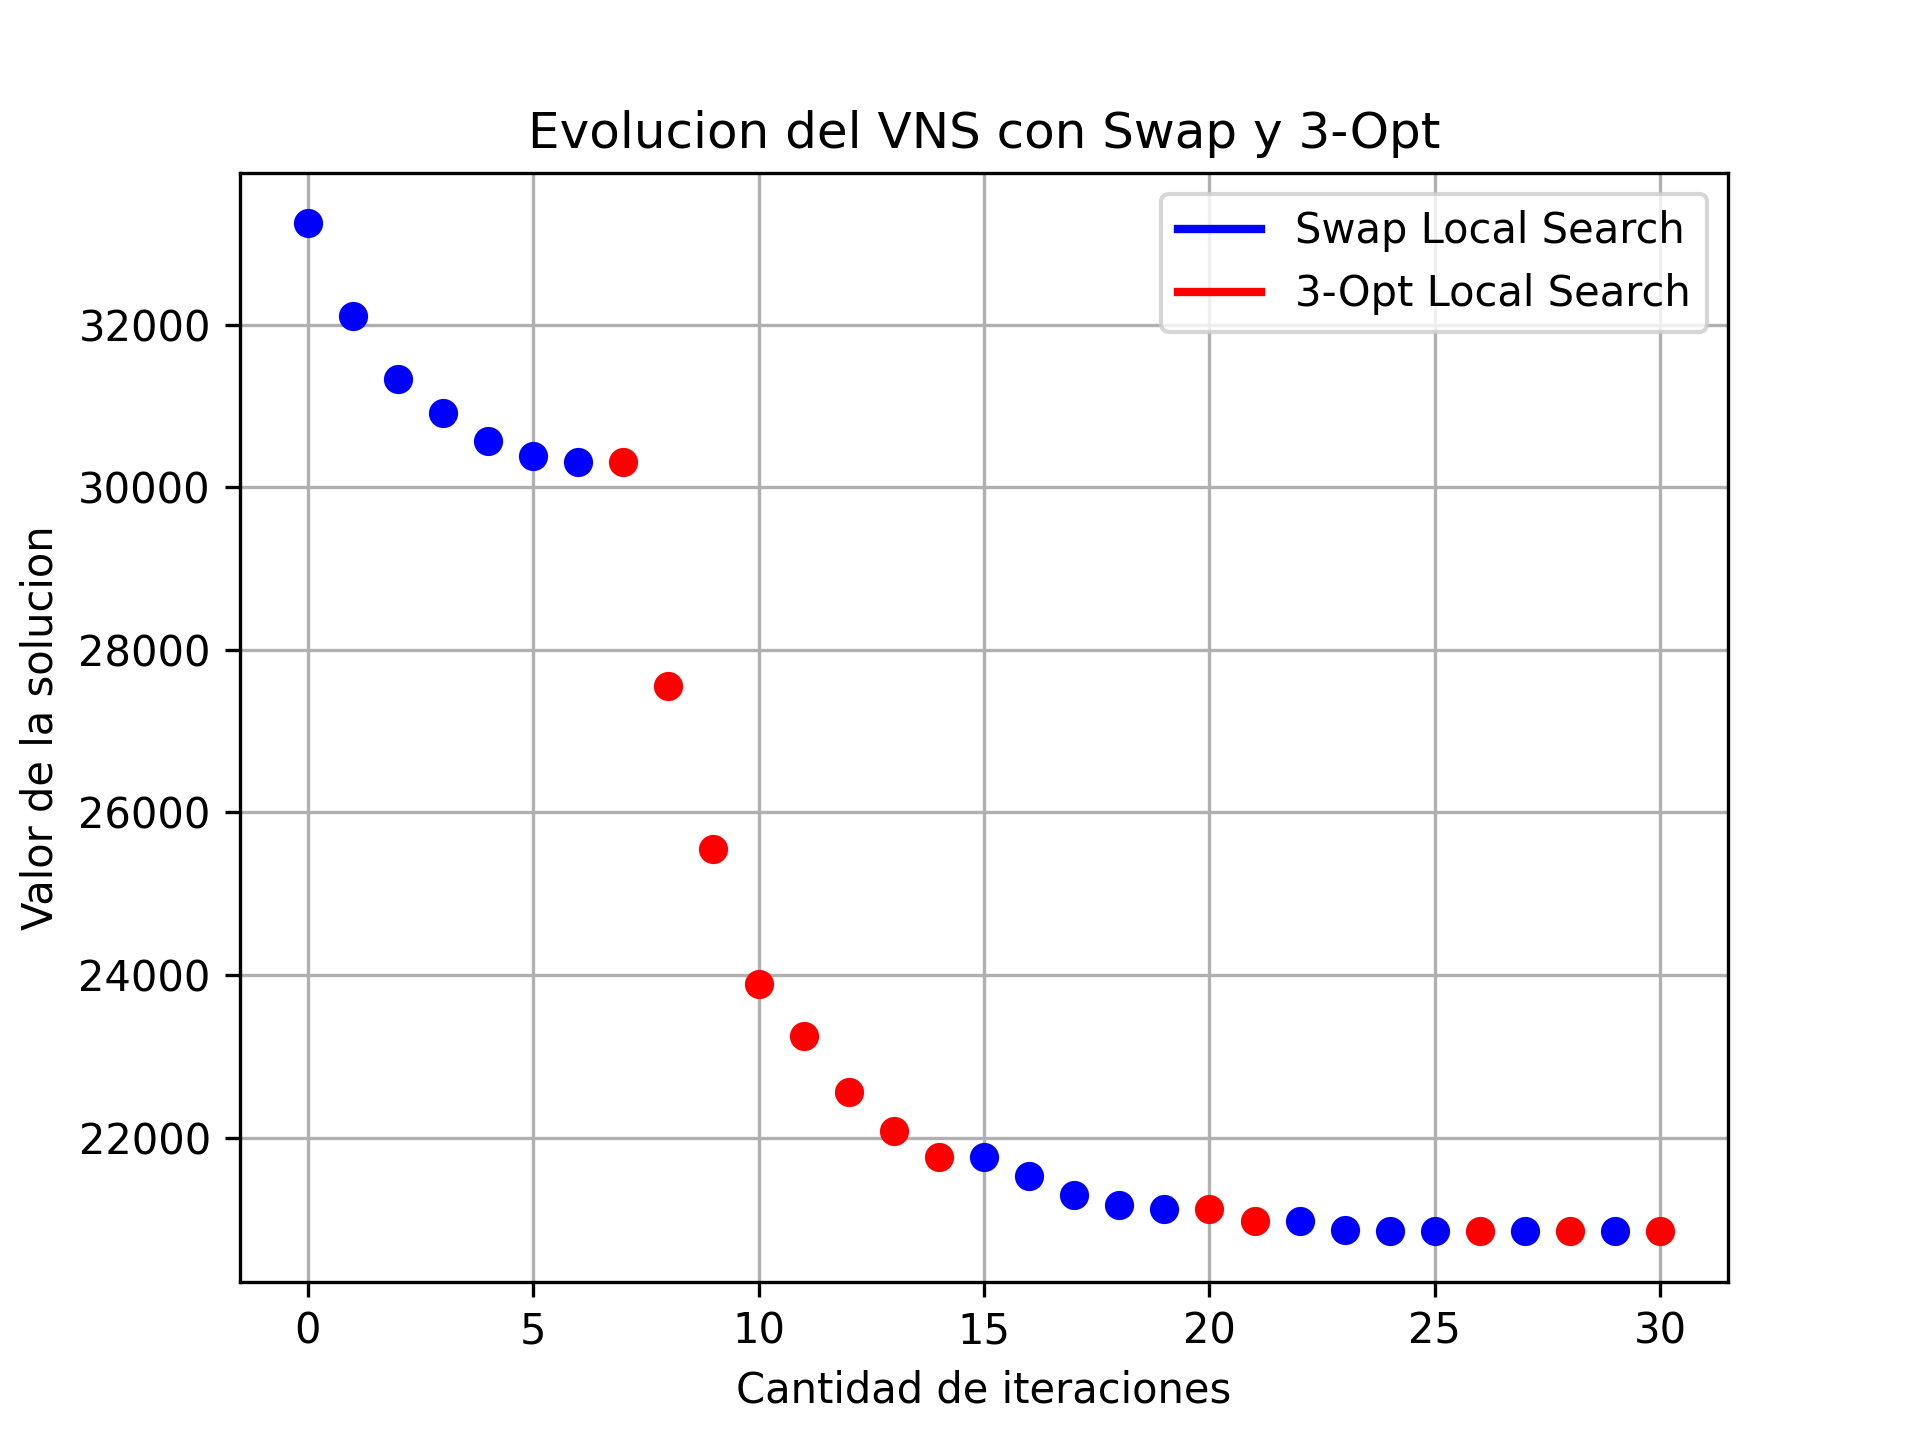 Evolucion del VNS con Swap y 3-Opt
Swap Local Search
3-Opt Local Search
Valor de la solucion
32000
30000
28000
26000
24000
22000
0 5 10 15 20 25 30
Cantidad de iteraciones